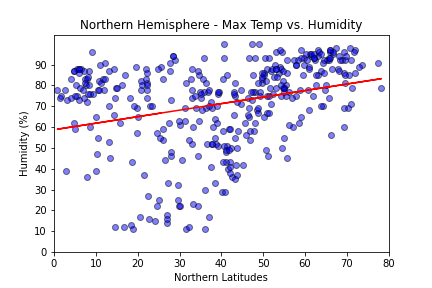 Northern Hemisphere - Max Temp vs. Humidity
Humidity (%)
90
80
70
60
50
40
30
20
10
0
0 10 20 30 40 50 60 70 80
Northern Latitudes